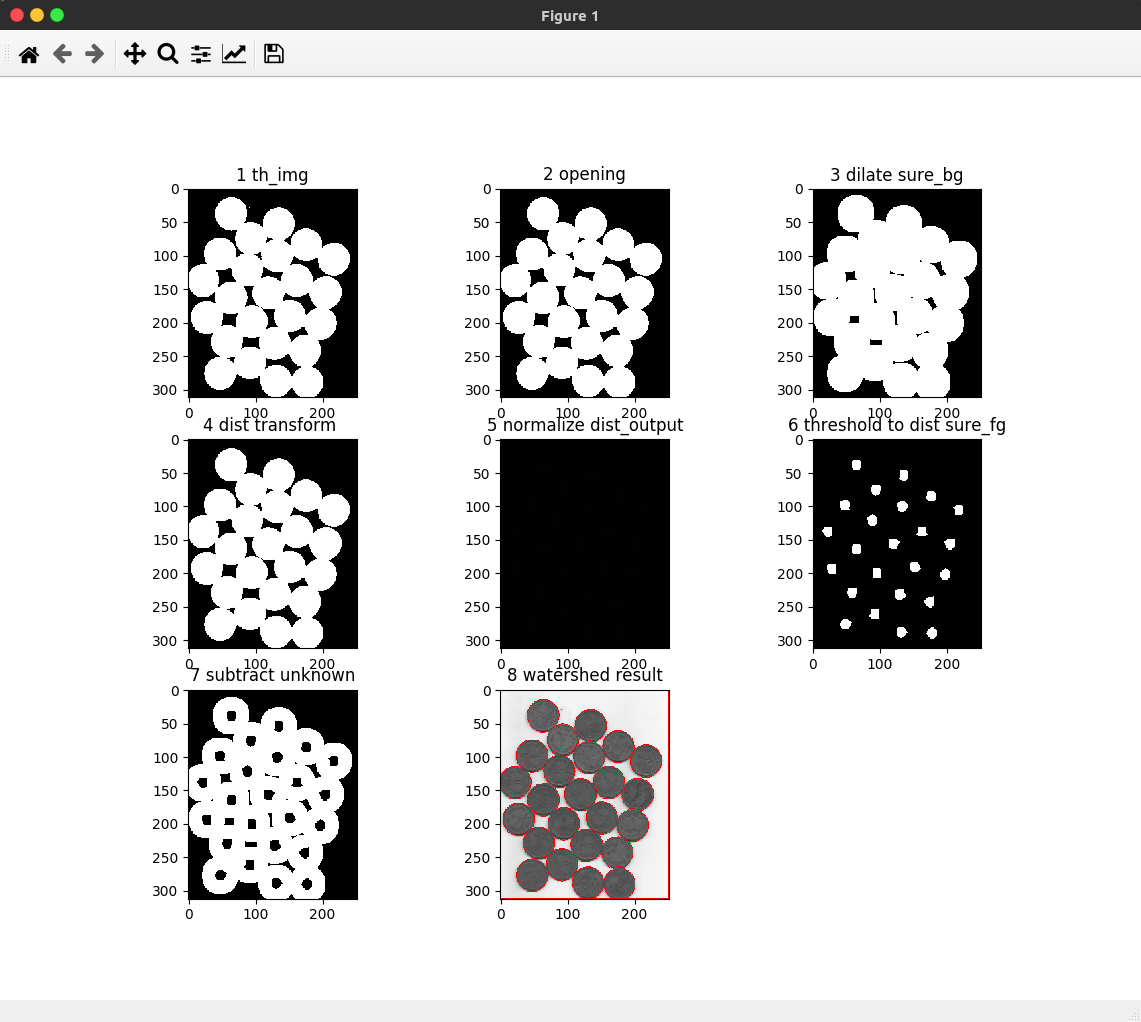 Figure 1
1 th_img
2 opening
3 dilate sure_bg
0 0 0
50 50 50
100 100 100
150 150 150
200 200 200
250 250 250
300 300 300
0 100 200 0 100 200 0 100 200
4 dist transform
5 normalize dist_output
6 threshold to dist sure_fg
0 0 0
50 50 50
100 100 100
150 150 150
200 200 200
250 250 250
300 300 300
0 100 200 0 100 200 0 100 200
7 subtract unknown
8 watershed result
0 0
50 50
100 100
150 150
200 200
250 250
300 300
0 100 200 0 100 200